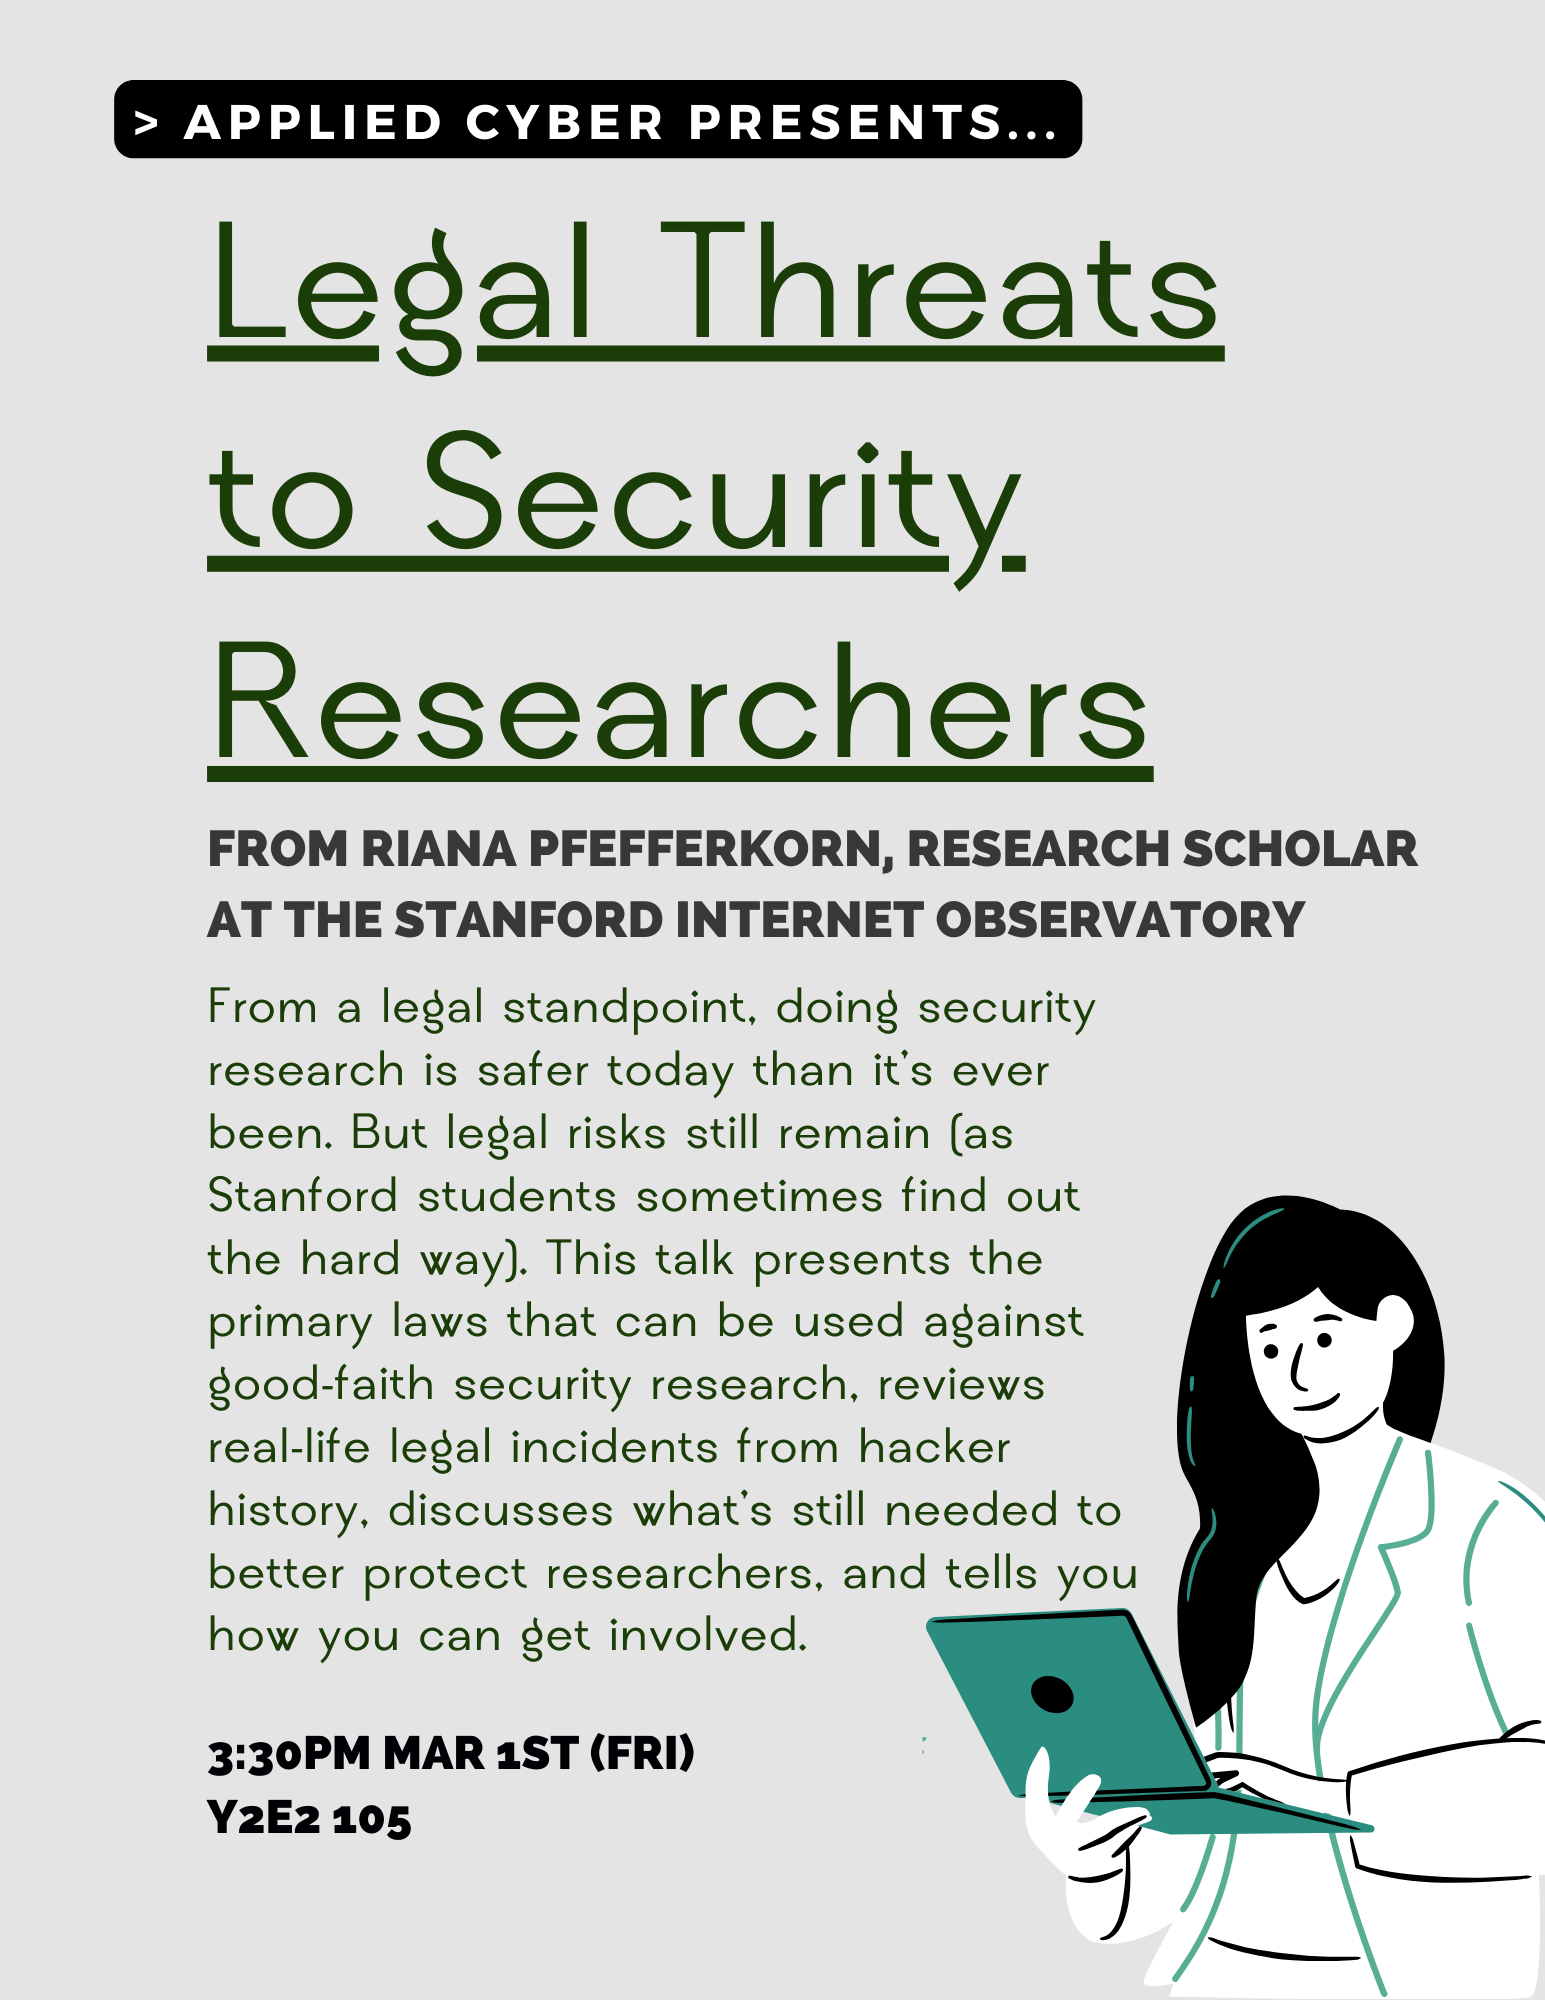 > APPLIED CYBER PRESENTS...
Legal Threats
to Security
Researchers
FROM RIANA PFEFFERKORN, RESEARCH SCHOLAR
AT THE STANFORD INTERNET OBSERVATORY
From a legal standpoint, doing security
research is safer today than it's ever
been. But legal risks still remain (as
Stanford students sometimes find out
the hard way). This talk presents the
primary laws that can be used against
good-faith security research, reviews
real-life legal incidents from hacker
history, discusses what's still needed to
better protect researchers, and tells you
how you can get involved.
3:30PM MAR 1ST (FRI)
Y2E2 105